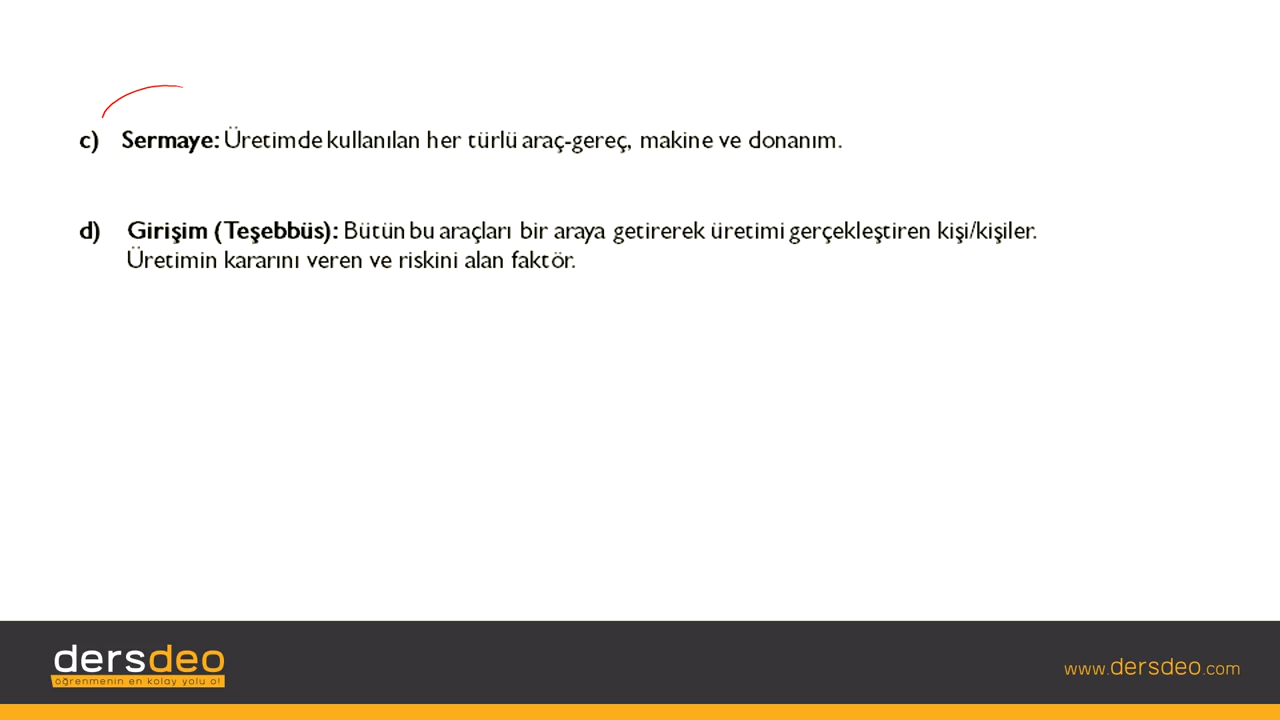 c) Sermaye: Üretimde kullanılan her türlü araç-gereç, makine ve donanım.
d) Girişim (Teşebbüs): Bütün bu araçları bir araya getirerek üretimi gerçekleştiren kişi/kişiler.
Üretimin kararını veren ve riskini alan faktör.
dersdeo
öğrenmenin en kolay yolu o!
www.dersdeo.com